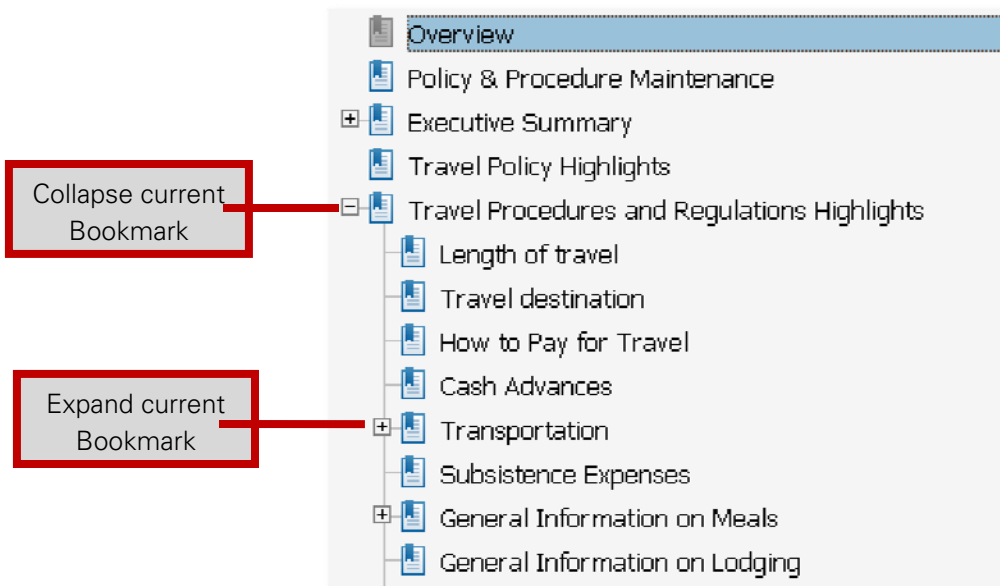 Overview
Policy & Procedure Maintenance
Executive Summary
Travel Policy Highlights
Collapse current
Bookmark
Travel Procedures and Regulations Highlights
Length of travel
Travel destination
How to Pay for Travel
Cash Advances
Expand current
Bookmark
Transportation
Subsistence Expenses
General Information on Meals
General Information on Lodging